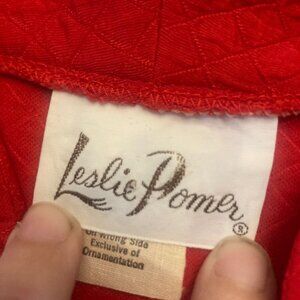 Leslie Pomer ®
On Wrong Side
Exclusive of
Ornamentation